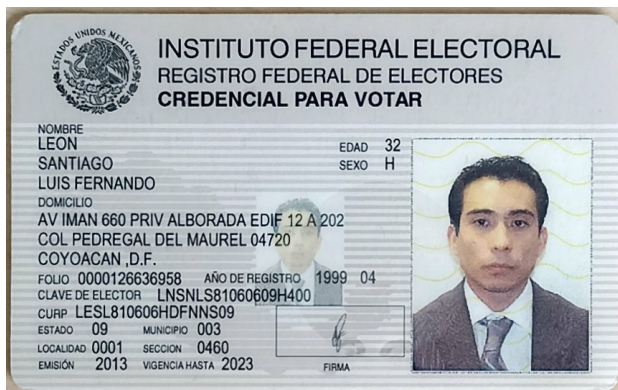 ESTADOS UNIDOS MEXICANOS
INSTITUTO FEDERAL ELECTORAL
REGISTRO FEDERAL DE ELECTORES
CREDENCIAL PARA VOTAR
NOMBRE
LEON
SANTIAGO
LUIS FERNANDO
EDAD 32
SEXO H
DOMICILIO
AV IMAN 660 PRIV ALBORADA EDIF 12 A 202
COL PEDREGAL DEL MAUREL 04720
COYOACAN ,D.F.
FOLIO 0000126636958 AÑO DE REGISTRO 1999 04
CLAVE DE ELECTOR LNSNLS81060609H400
CURP LESL810606HDFNNS09
ESTADO 09 MUNICIPIO 003
LOCALIDAD 0001 SECCION 0460
EMISIÓN 2013 VIGENCIA HASTA 2023
FIRMA